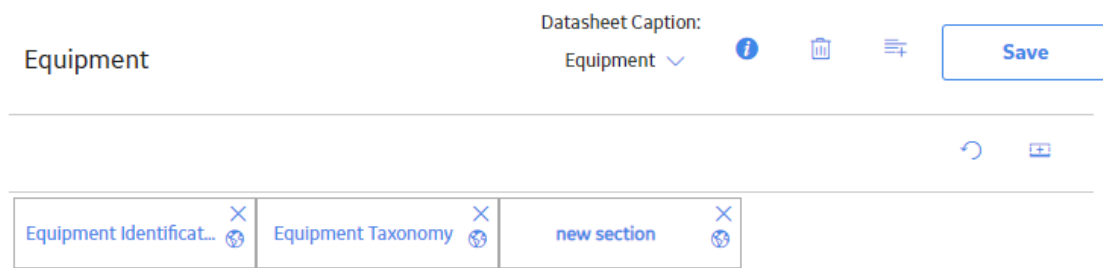 Datasheet Caption:
Equipment
Equipment
Save
Equipment Identificat...
Equipment Taxonomy
new section